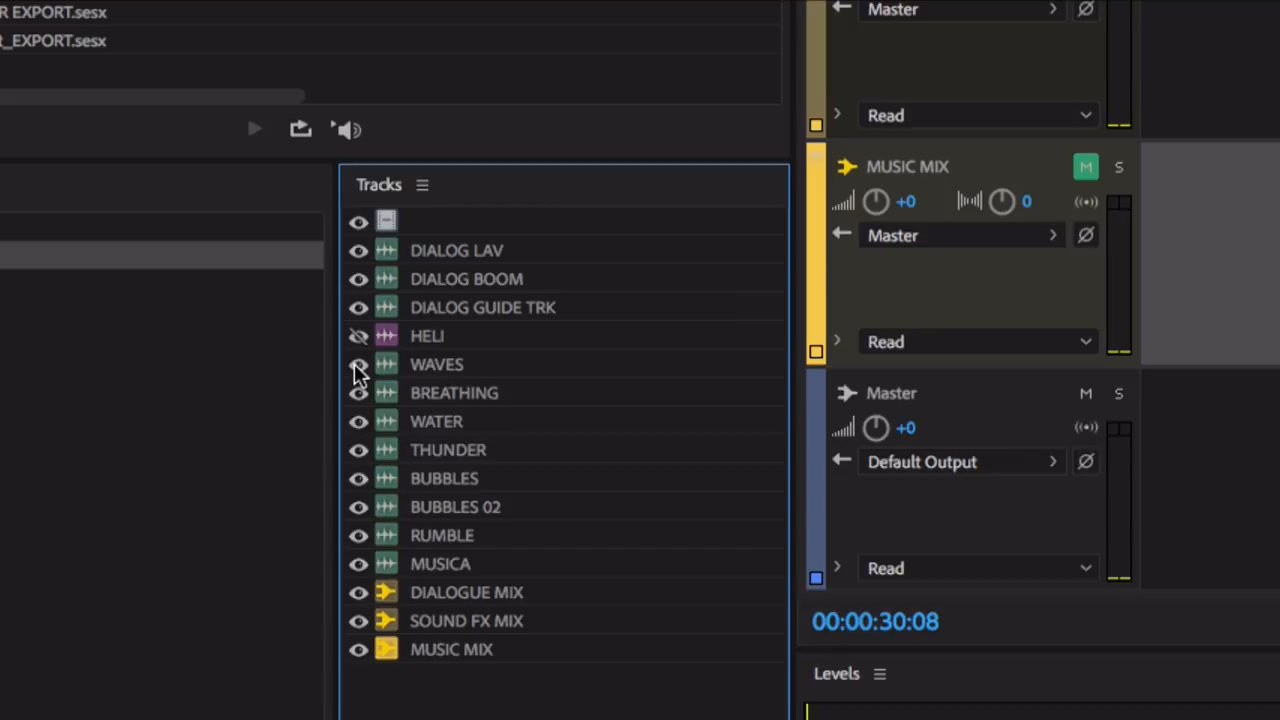 R EXPORT.sesx
t_EXPORT.sesx
Tracks
DIALOG LAV
DIALOG BOOM
DIALOG GUIDE TRK
HELI
WAVES
BREATHING
WATER
THUNDER
BUBBLES
BUBBLES 02
RUMBLE
MUSICA
DIALOGUE MIX
SOUND FX MIX
MUSIC MIX
Master
Read
MUSIC MIX M S
+0 0
Master
Read
Master M S
+0
Default Output
Read
00:00:30:08
Levels